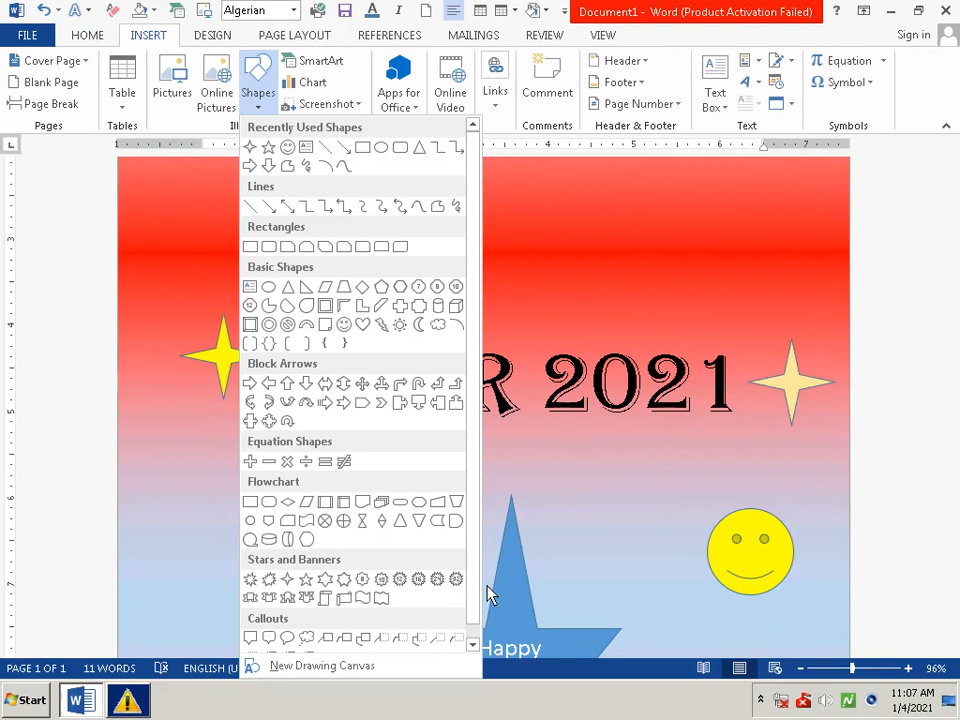 Algerian
Document1 - Word (Product Activation Failed)
FILE HOME INSERT DESIGN PAGE LAYOUT REFERENCES MAILINGS REVIEW VIEW Sign in
Cover Page
Blank Page
Page Break
Pages
Table
Tables
Pictures
Online Pictures
Shapes
SmartArt
Chart
Screenshot
Apps for Office
Online Video
Links
Comment
Comments
Header
Footer
Page Number
Header & Footer
Text Box
Text
Equation
Symbol
Symbols
Recently Used Shapes
Lines
Rectangles
Basic Shapes
Block Arrows
Equation Shapes
Flowchart
Stars and Banners
Callouts
New Drawing Canvas
R 2021
Happy
PAGE 1 OF 1 11 WORDS ENGLISH (U 96%
Start
11:07 AM
1/4/2021